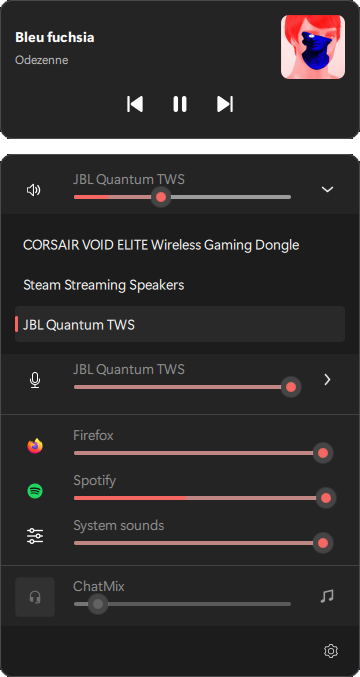 Bleu fuchsia
Odezenne
JBL Quantum TWS
CORSAIR VOID ELITE Wireless Gaming Dongle
Steam Streaming Speakers
JBL Quantum TWS
JBL Quantum TWS
Firefox
Spotify
System sounds
ChatMix